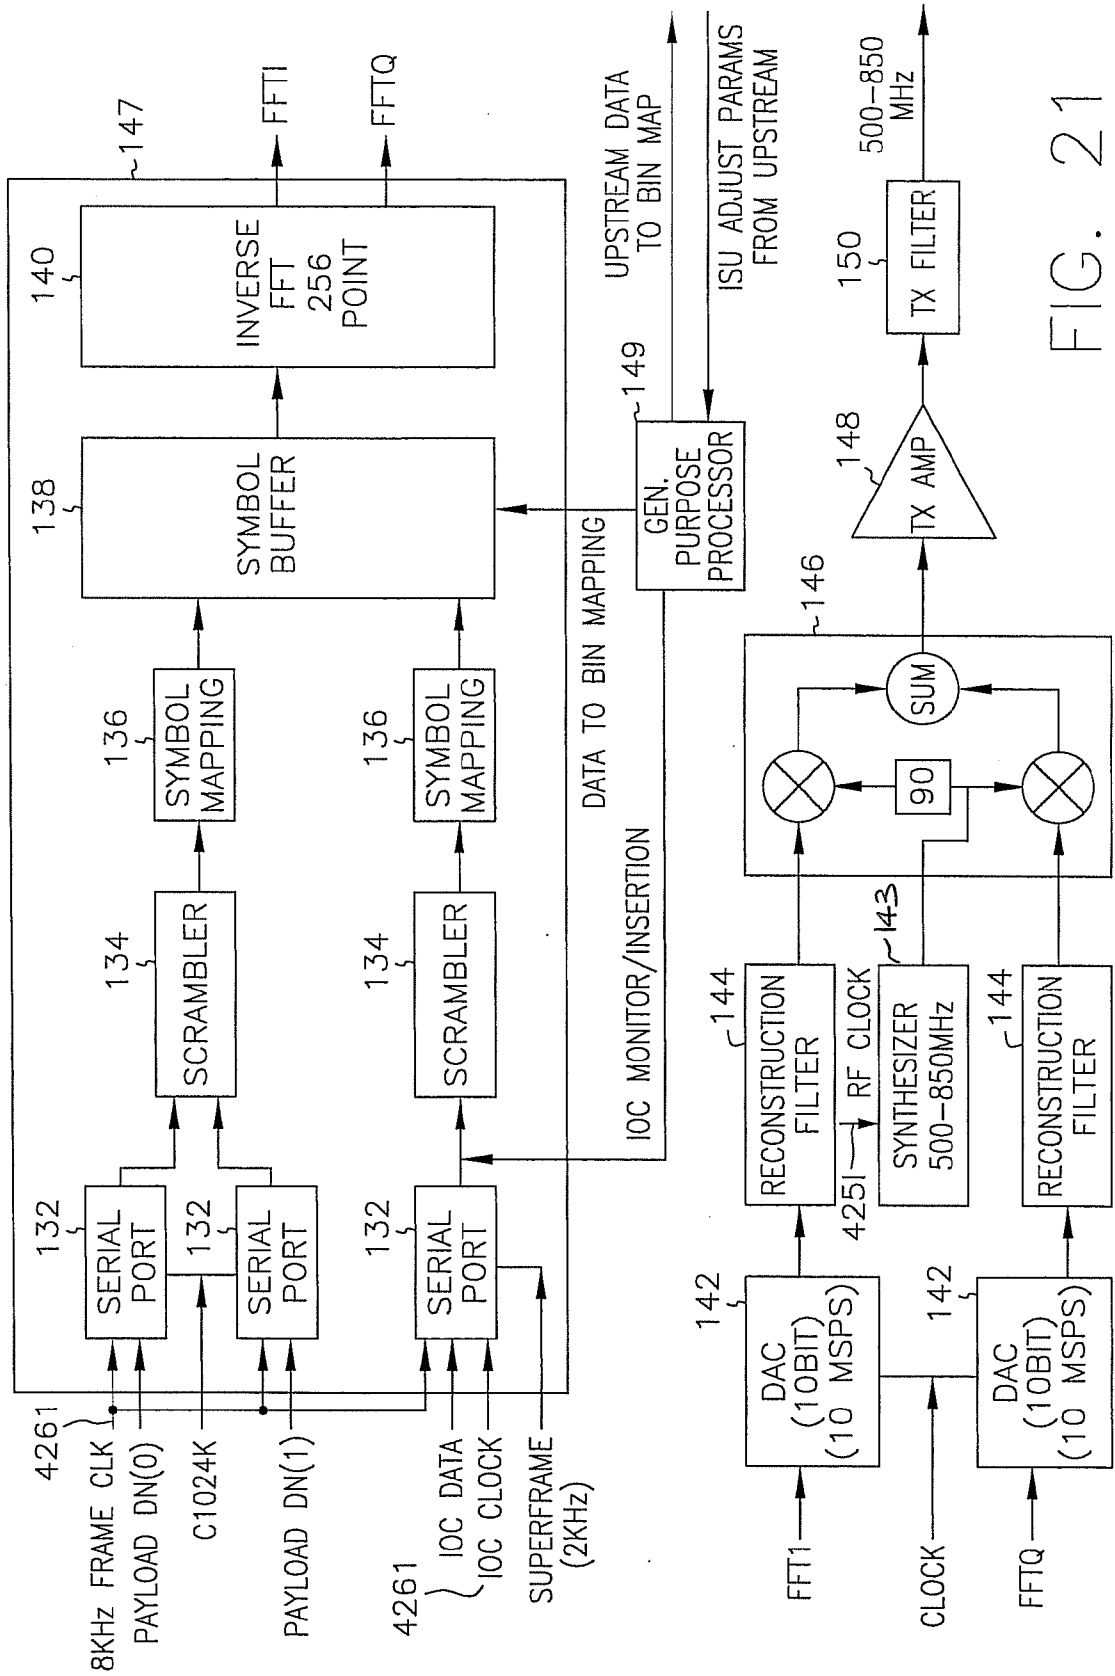 8KHz FRAME CLK
4261
PAYLOAD DN(0)
C1024K
PAYLOAD DN(1)
4261
IOC DATA
IOC CLOCK
SUPERFRAME
(2KHz)
132
SERIAL
PORT
132
SERIAL
PORT
132
SERIAL
PORT
134
SCRAMBLER
134
SCRAMBLER
136
SYMBOL
MAPPING
136
SYMBOL
MAPPING
138
SYMBOL
BUFFER
140
INVERSE
FFT
256
POINT
147
FFTI
FFTQ
IOC MONITOR/INSERTION
DATA TO BIN MAPPING
149
GEN.
PURPOSE
PROCESSOR
UPSTREAM DATA
TO BIN MAP
ISU ADJUST PARAMS
FROM UPSTREAM
FFT1
CLOCK
FFTQ
142
DAC
(10BIT)
(10 MSPS)
142
DAC
(10BIT)
(10 MSPS)
144
RECONSTRUCTION
FILTER
4251
RF CLOCK
143
SYNTHESIZER
500-850MHz
144
RECONSTRUCTION
FILTER
146
90
SUM
148
TX AMP
150
TX FILTER
500-850
MHz
FIG. 21